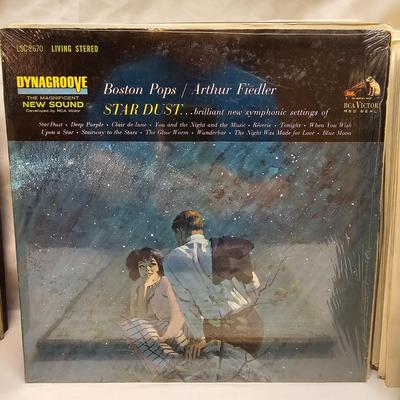 LSC-2670 LIVING STEREO
DYNAGROOVE
THE MAGNIFICENT
NEW SOUND
Developed by RCA Victor
Boston Pops / Arthur Fiedler
STAR DUST...brilliant new symphonic settings of
Star Dust • Deep Purple • Clair de lune • You and the Night and the Music • Rêverie • Tonight • When You Wish
Upon a Star • Stairway to the Stars • The Glow Worm • Wunderbar • The Night Was Made for Love • Blue Moon
RCA VICTOR
RED SEAL